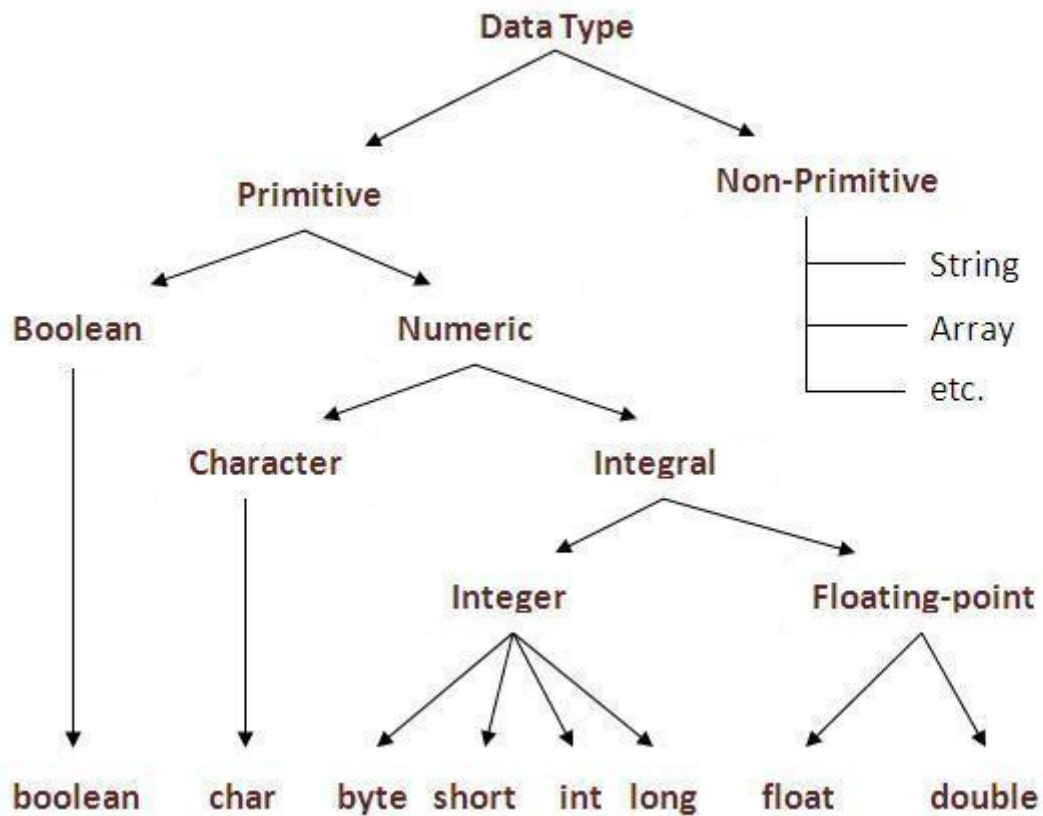 Data Type
Primitive
Non-Primitive
String
Array
etc.
Boolean
Numeric
Character
Integral
Integer
Floating-point
boolean char byte short int long float double